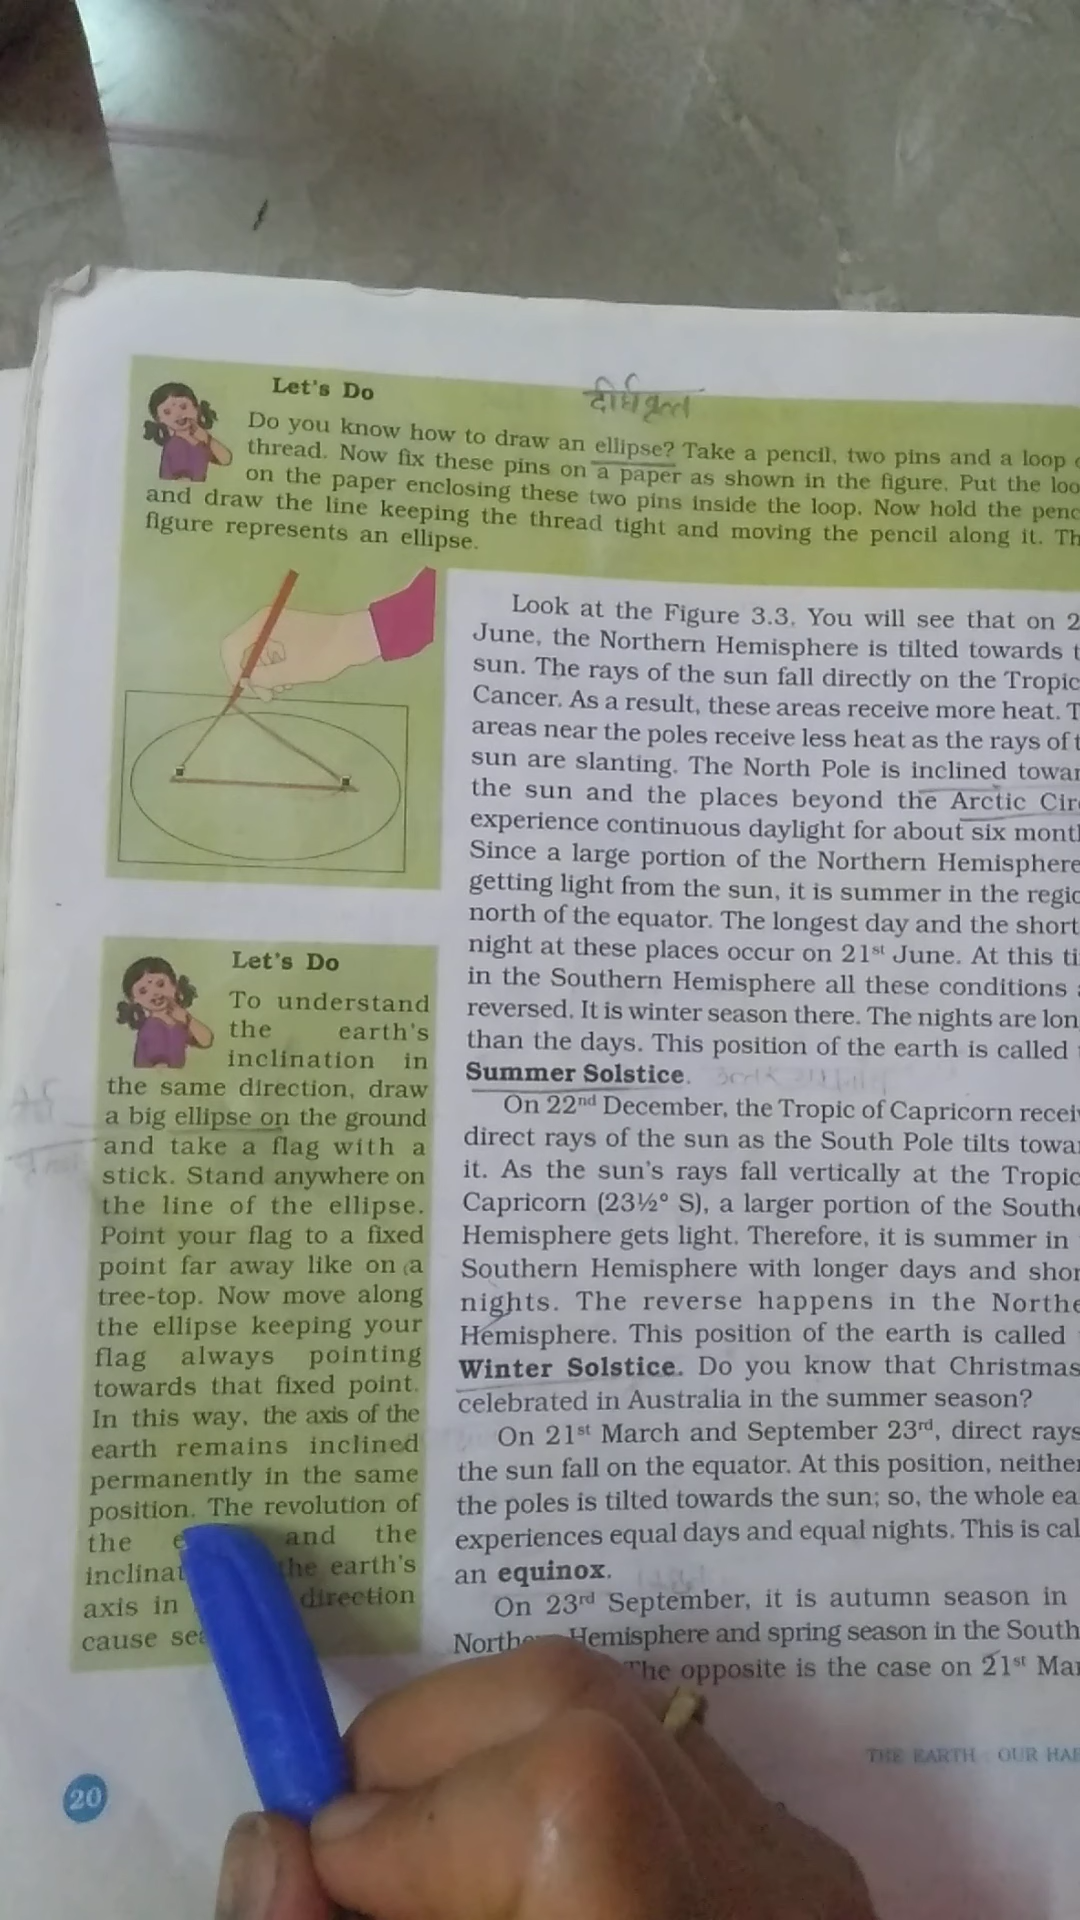 Let's Do
दीर्घवृत्त
Do you know how to draw an ellipse? Take a pencil, two pins and a loop
thread. Now fix these pins on a paper as shown in the figure. Put the loo
on the paper enclosing these two pins inside the loop. Now hold the penc
and draw the line keeping the thread tight and moving the pencil along it. Th
figure represents an ellipse.
Let's Do
To understand
the earth's
inclination in
the same direction, draw
a big ellipse on the ground
and take a flag with a
stick. Stand anywhere on
the line of the ellipse.
Point your flag to a fixed
point far away like on a
tree-top. Now move along
the ellipse keeping your
flag always pointing
towards that fixed point.
In this way, the axis of the
earth remains inclined
permanently in the same
position. The revolution of
the e and the
inclinat the earth's
axis in direction
cause sea
Look at the Figure 3.3. You will see that on 2
June, the Northern Hemisphere is tilted towards t
sun. The rays of the sun fall directly on the Tropic
Cancer. As a result, these areas receive more heat. T
areas near the poles receive less heat as the rays of t
sun are slanting. The North Pole is inclined towar
the sun and the places beyond the Arctic Circ
experience continuous daylight for about six month
Since a large portion of the Northern Hemisphere
getting light from the sun, it is summer in the regio
north of the equator. The longest day and the short
night at these places occur on 21st June. At this ti
in the Southern Hemisphere all these conditions a
reversed. It is winter season there. The nights are lon
than the days. This position of the earth is called
Summer Solstice.
On 22nd December, the Tropic of Capricorn receiv
direct rays of the sun as the South Pole tilts towar
it. As the sun's rays fall vertically at the Tropic
Capricorn (23½° S), a larger portion of the Southe
Hemisphere gets light. Therefore, it is summer in
Southern Hemisphere with longer days and shor
nights. The reverse happens in the Northe
Hemisphere. This position of the earth is called
Winter Solstice. Do you know that Christmas
celebrated in Australia in the summer season?
On 21st March and September 23rd, direct rays
the sun fall on the equator. At this position, neither
the poles is tilted towards the sun; so, the whole ea
experiences equal days and equal nights. This is cal
an equinox.
On 23rd September, it is autumn season in
Northe Hemisphere and spring season in the South
The opposite is the case on 21st Mar
THE EARTH : OUR HAB
20